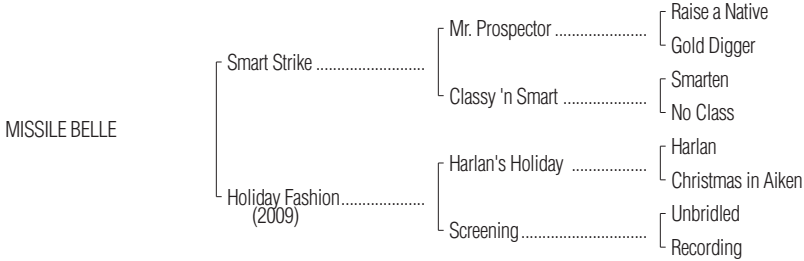 Raise a Native
Mr. Prospector ......................
Gold Digger
Smart Strike ..........................
Smarten
Classy 'n Smart ....................
No Class
MISSILE BELLE
Harlan
Harlan's Holiday ..................
Christmas in Aiken
Holiday Fashion....................
(2009)
Unbridled
Screening..............................
Recording